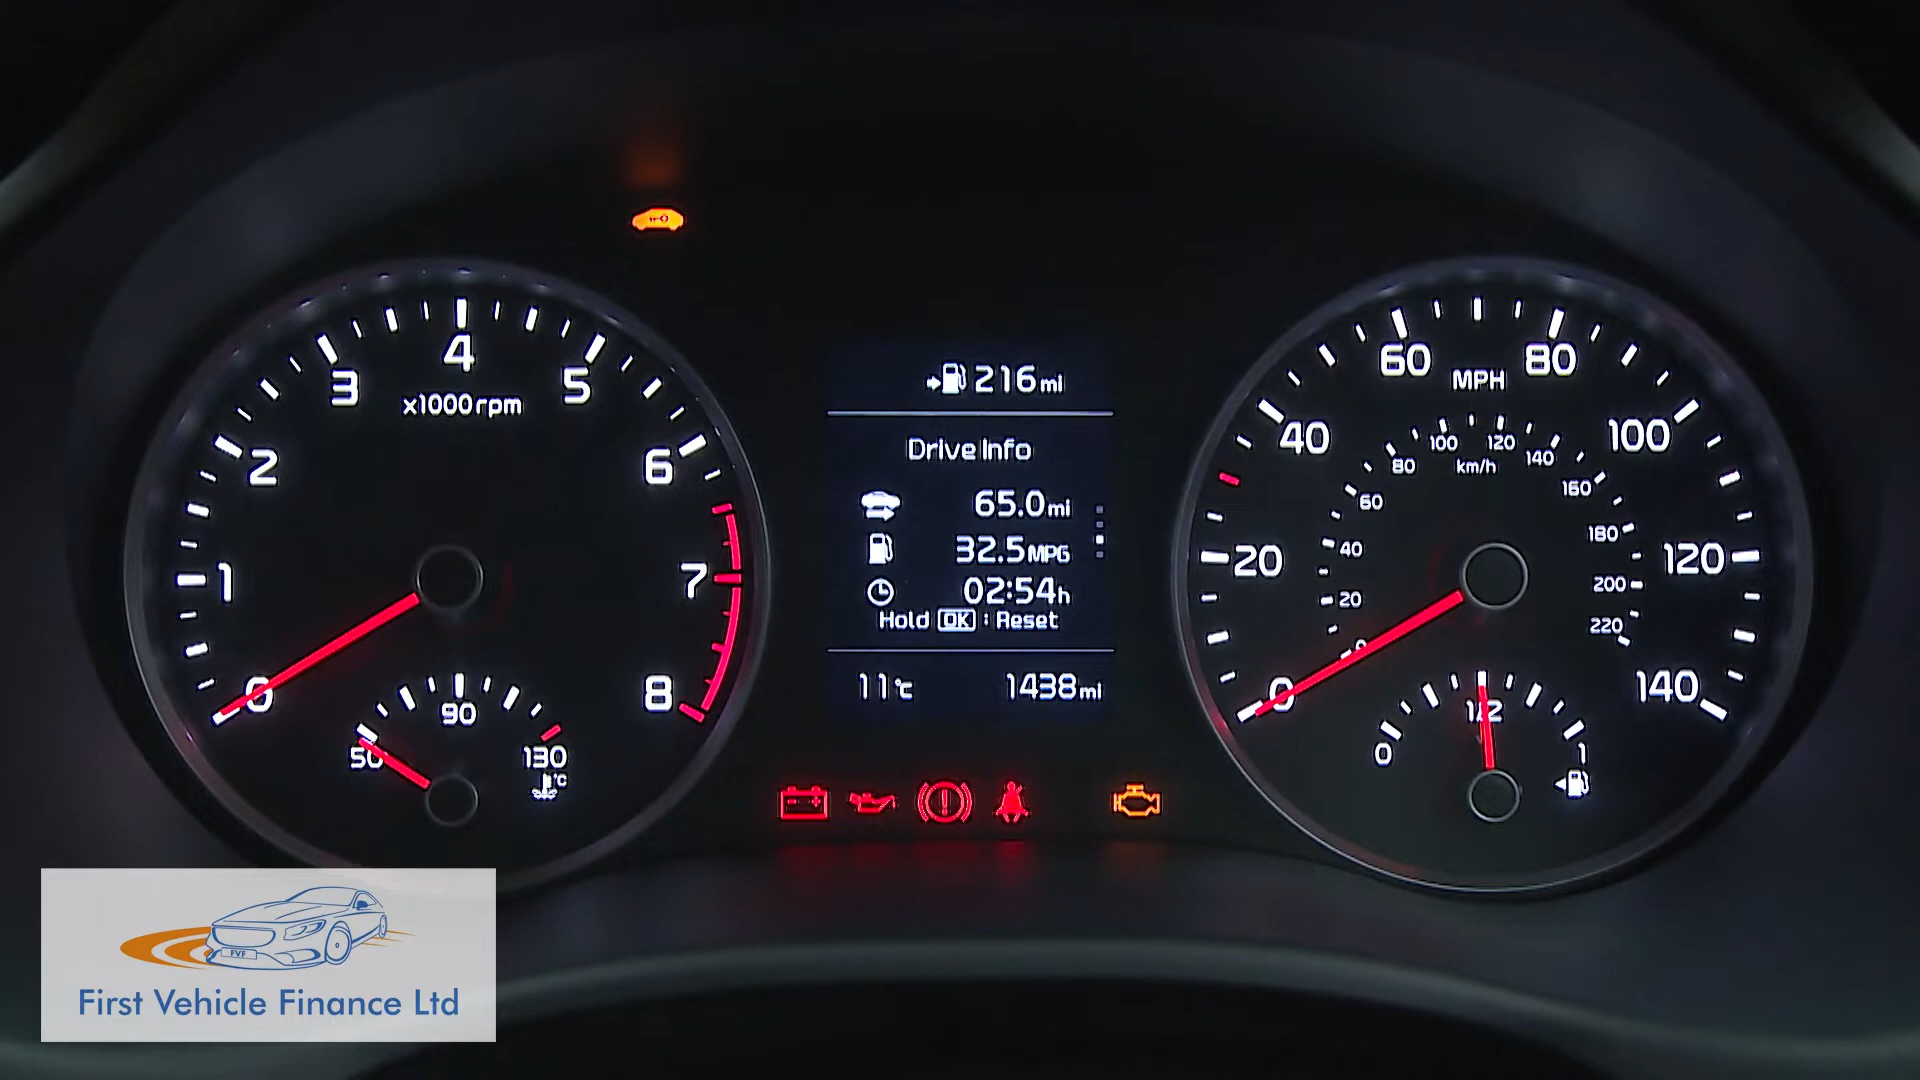 4
3
5
x1000rpm
2
6
1
7
0
8
90
50
130
°C
216mi
Drive Info
65.0mi
32.5MPG
02:54h
Hold OK : Reset
11°C 1438mi
60
80
MPH
40
100
20
120
0
140
100
120
80
km/h
140
60
160
40
180
20
200
0
220
1/2
0
1
FVF
First Vehicle Finance Ltd